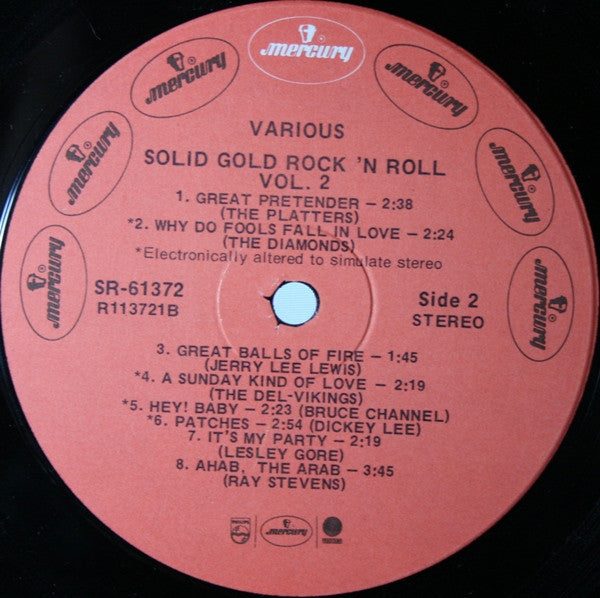 mercury
mercury
mercury
mercury
mercury
mercury
mercury
VARIOUS
SOLID GOLD ROCK 'N ROLL
VOL. 2
1. GREAT PRETENDER – 2:38
(THE PLATTERS)
*2. WHY DO FOOLS FALL IN LOVE – 2:24
(THE DIAMONDS)
*Electronically altered to simulate stereo
SR-61372
R113721B
Side 2
STEREO
3. GREAT BALLS OF FIRE – 1:45
(JERRY LEE LEWIS)
*4. A SUNDAY KIND OF LOVE – 2:19
(THE DEL-VIKINGS)
*5. HEY! BABY – 2:23 (BRUCE CHANNEL)
*6. PATCHES – 2:54 (DICKEY LEE)
7. IT'S MY PARTY – 2:19
(LESLEY GORE)
8. AHAB, THE ARAB – 3:45
(RAY STEVENS)
PHILIPS
mercury